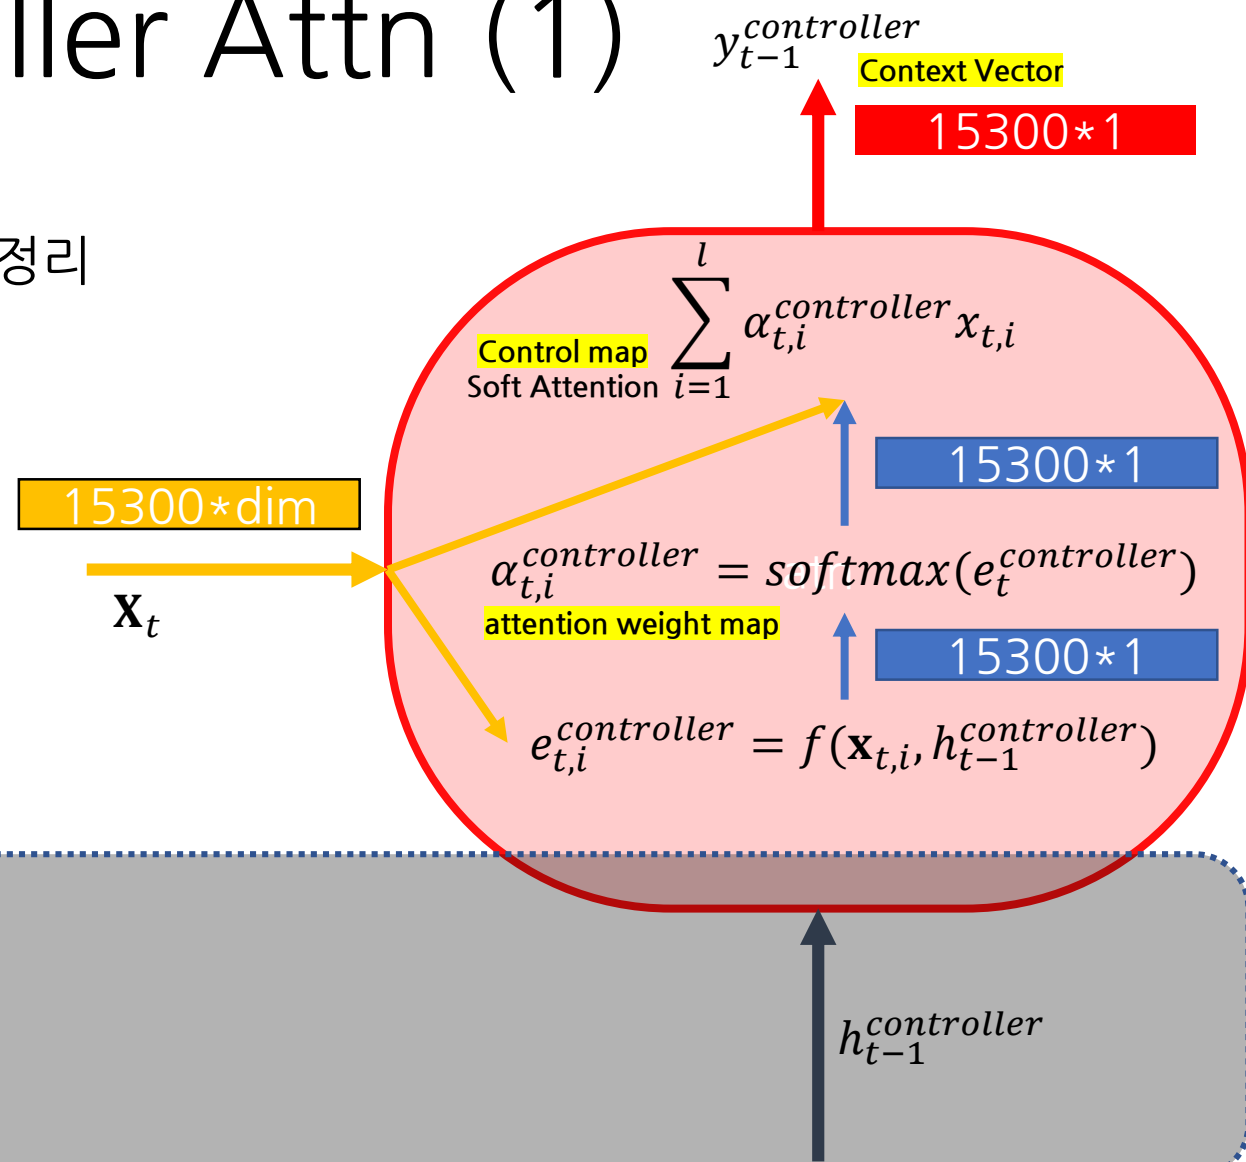 ller Attn (1)
y_{t-1}^{controller}
Context Vector
15300*1
정리
\sum_{i=1}^{l} α_{t,i}^{controller} x_{t,i}
Control map
Soft Attention
15300*1
15300*dim
α_{t,i}^{controller} = softmax(e_t^{controller})
X_t
attention weight map
15300*1
e_{t,i}^{controller} = f(x_{t,i}, h_{t-1}^{controller})
h_{t-1}^{controller}